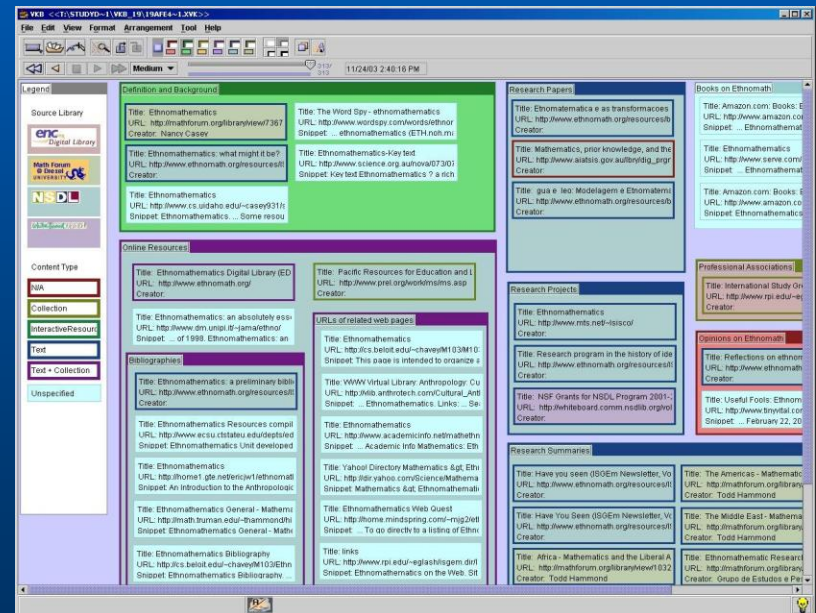 VKB <<T:\STUDYD~1\VKB_19\19AFE4~1.XVK>>
File Edit View Format Arrangement Tool Help
Medium
313/
313
11/24/03 2:40:16 PM
Legend
Source Library
enc
Digital Library
Math Forum
@ Drexel
UNIVERSITY
NSDL
Content Type
N/A
Collection
InteractiveResourc
Text
Text + Collection
Unspecified
Definition and Background
Title: Ethnomathematics
URL: http://mathforum.org/library/view/7367
Creator: Nancy Casey
Title: Ethnomathematics: what might it be?
URL: http://www.ethnomath.org/resources/I
Creator:
Title: Ethnomathematics
URL: http://www.cs.uidaho.edu/~casey931/s
Snippet: Ethnomathematics. ... Some resou
Title: The Word Spy - ethnomathematics
URL: http://www.wordspy.com/words/ethnor
Snippet: ... ethnomathematics (ETH.noh.m
Title: Ethnomathematics-Key text
URL: http://www.science.org.au/nova/073/07
Snippet: Key text Ethnomathematics ? a rich
Online Resources
Title: Ethnomathematics Digital Library (ED
URL: http://www.ethnomath.org/
Creator:
Title: Ethnomathematics: an absolutely ess
URL: http://www.dm.unipi.it/~jama/ethno/
Snippet: ... of 1998. Ethnomathematics: an
Bibliographies
Title: Ethnomathematics: a preliminary bibli
URL: http://www.ethnomath.org/resources/I
Creator:
Title: Ethnomathematics Resources compil
URL: http://www.ecsu.ctstateu.edu/depts/ed
Snippet: Ethnomathematics Unit developed
Title: Ethnomathematics
URL: http://home1.gte.net/ericjw1/ethnomatl
Snippet: An Introduction to the Anthropologic
Title: Ethnomathematics General - Mathema
URL: http://math.truman.edu/~thammond/hi
Snippet: Ethnomathematics General - Math
Title: Ethnomathematics Bibliography
URL: http://cs.beloit.edu/~chavey/M103/Ethn
Snippet: Ethnomathematics Bibliography ...
Title: Pacific Resources for Education and L
URL: http://www.prel.org/work/ms/ms.asp
Creator:
URLs of related web pages
Title: Ethnomathematics
URL: http://cs.beloit.edu/~chavey/M103/M10
Snippet: This page is intended to organize a
Title: WWW Virtual Library: Anthropology: Cu
URL: http://vlib.anthrotech.com/Cultural_Anth
Snippet: ... Ethnomathematics. Links: ... Se
Title: Ethnomathematics
URL: http://www.academicinfo.net/mathethn
Snippet: ... Academic Info Mathematics: Eth
Title: Yahoo! Directory Mathematics &gt; Ethn
URL: http://dir.yahoo.com/Science/Mathema
Snippet: Mathematics &gt; Ethnomathemati
Title: Ethnomathematics Web Quest
URL: http://home.mindspring.com/~mjg2/etl
Snippet: ... To go directly to a listing of Ethn
Title: links
URL: http://www.rpi.edu/~eglash/isgem.dir/l
Snippet: Ethnomathematics on the Web. Sit
Research Papers
Title: Etnomatematica e as transformacoes
URL: http://www.ethnomath.org/resources/b
Creator:
Title: Mathematics, prior knowledge, and the
URL: http://www.aiatsis.gov.au/lbry/dig_prgr
Creator:
Title: gua e leo: Modelagem e Etnomatema
URL: http://www.ethnomath.org/resources/b
Creator:
Research Projects
Title: Ethnomathematics
URL: http://www.rnts.net/~lsisco/
Creator:
Title: Research program in the history of ide
URL: http://www.ethnomath.org/resources/b
Creator:
Title: NSF Grants for NSDL Program 2001-
URL: http://whiteboard.comm.nsdlib.org/vol
Creator:
Research Summaries
Title: Have you seen (ISGEm Newsletter, Vo
URL: http://www.ethnomath.org/resources/I
Creator:
Title: Have You Seen (ISGEm Newsletter, Vc
URL: http://www.ethnomath.org/resources/I
Creator:
Title: Africa - Mathematics and the Liberal A
URL: http://mathforum.org/library/view/1032
Creator: Todd Hammond
Title: The Americas - Mathematic
URL: http://mathforum.org/library
Creator: Todd Hammond
Title: The Middle East - Mathema
URL: http://mathforum.org/library
Creator: Todd Hammond
Title: Ethnomathematic Researcl
URL: http://mathforum.org/library
Creator: Grupo de Estudos e Pe
Books on Ethnomath
Title: Amazon.com: Books: E
URL: http://www.amazon.co
Snippet: ... Ethnomathemat
Title: Ethnomathematics
URL: http://www.serve.com/
Snippet: Ethnomathematics
Title: Amazon.com: Books: E
URL: http://www.amazon.co
Snippet: Ethnomathematics
Professional Associations
Title: International Study Gr
URL: http://www.rpi.edu/~eg
Creator:
Opinions on Ethnomath
Title: Reflections on ethnon
URL: http://www.ethnomath
Creator:
Title: Useful Fools: Ethnom
URL: http://www.tinyvital.cor
Snippet: ... February 22, 20